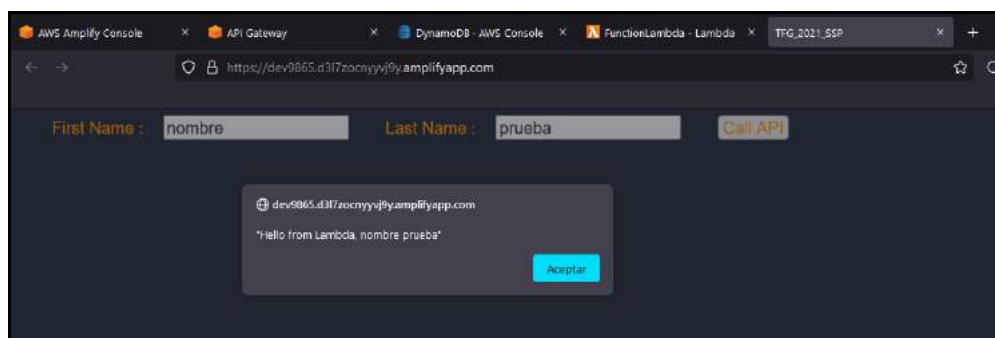 AWS Amplify Console × API Gateway × DynamoDB - AWS Console × FunctionLambda - Lambda × TFG_2021_SSP × +
https://dev9865.d3l7zocnyyvj9y.amplifyapp.com
First Name : nombre Last Name : prueba Call API
dev9865.d3l7zocnyyvj9y.amplifyapp.com
"Hello from Lambda, nombre prueba"
Aceptar